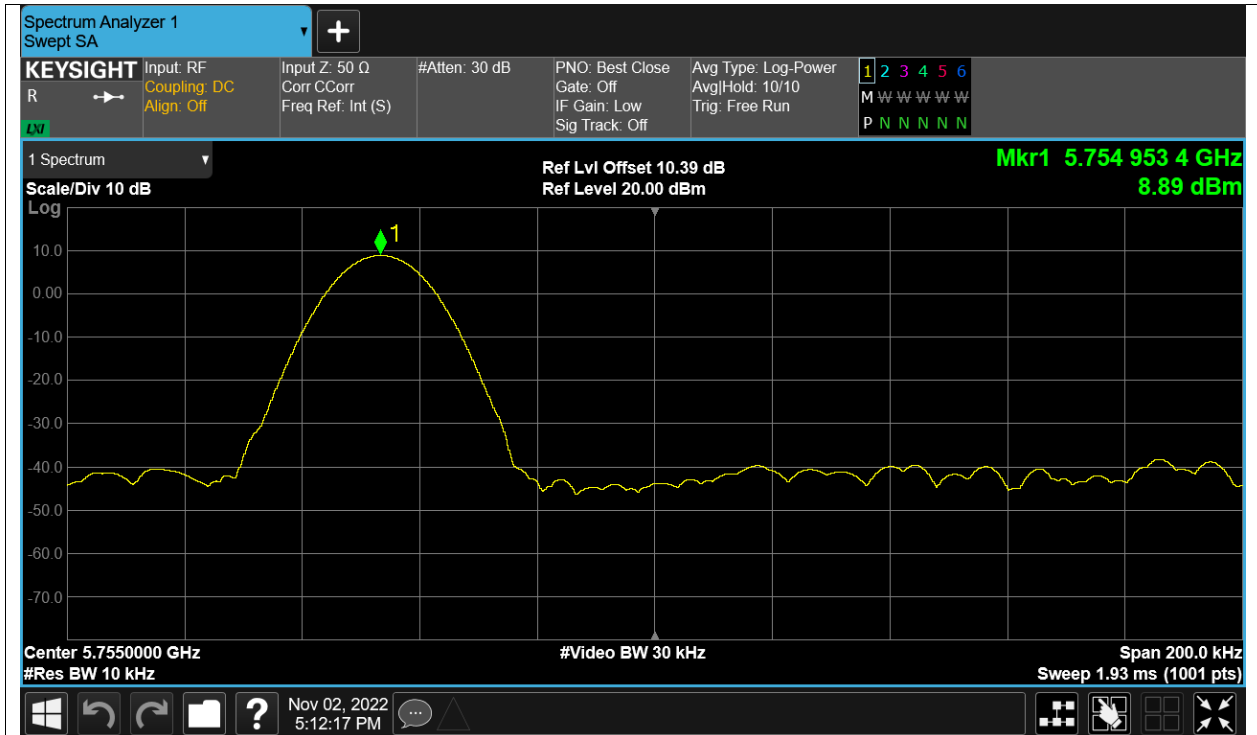 Spectrum Analyzer 1
Swept SA
KEYSIGHT
R
LXI
Input: RF
Coupling: DC
Align: Off
Input Z: 50 Ω
Corr CCorr
Freq Ref: Int (S)
#Atten: 30 dB
PNO: Best Close
Gate: Off
IF Gain: Low
Sig Track: Off
Avg Type: Log-Power
Avg|Hold: 10/10
Trig: Free Run
1 2 3 4 5 6
M W W W W W
P N N N N N
1 Spectrum
Scale/Div 10 dB
Log
Ref Lvl Offset 10.39 dB
Ref Level 20.00 dBm
Mkr1 5.754 953 4 GHz
8.89 dBm
1
10.0
0.00
-10.0
-20.0
-30.0
-40.0
-50.0
-60.0
-70.0
Center 5.7550000 GHz
#Res BW 10 kHz
#Video BW 30 kHz
Span 200.0 kHz
Sweep 1.93 ms (1001 pts)
?
Nov 02, 2022
5:12:17 PM